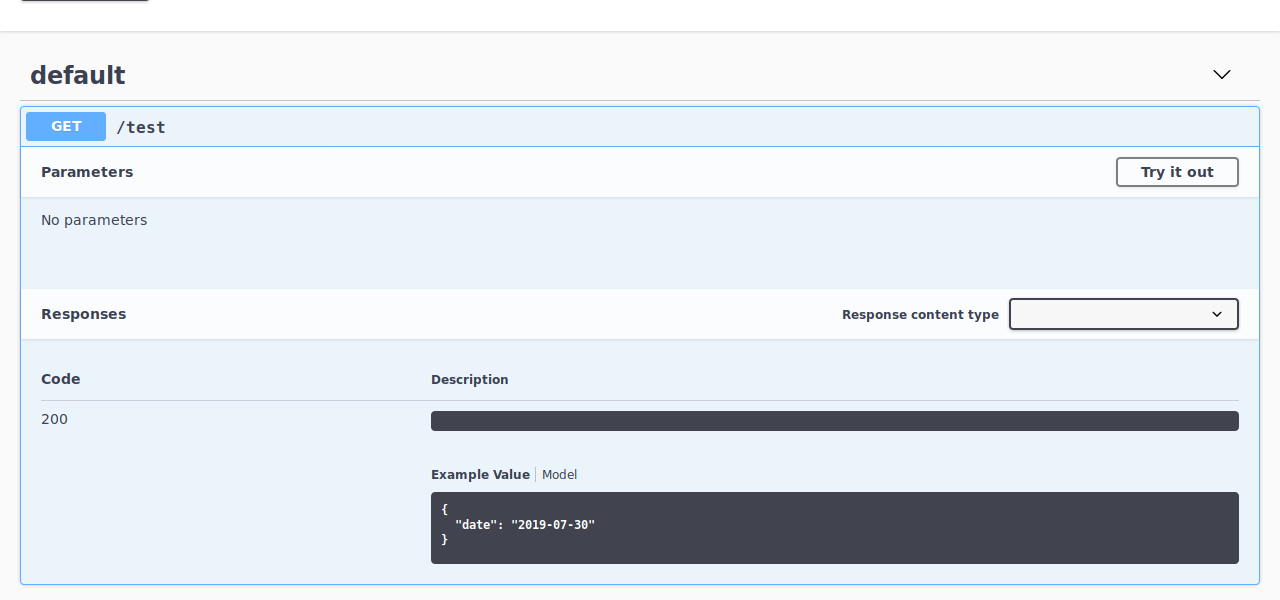 default
GET /test
Parameters Try it out
No parameters
Responses Response content type
Code Description
200
Example Value Model
{
"date": "2019-07-30"
}